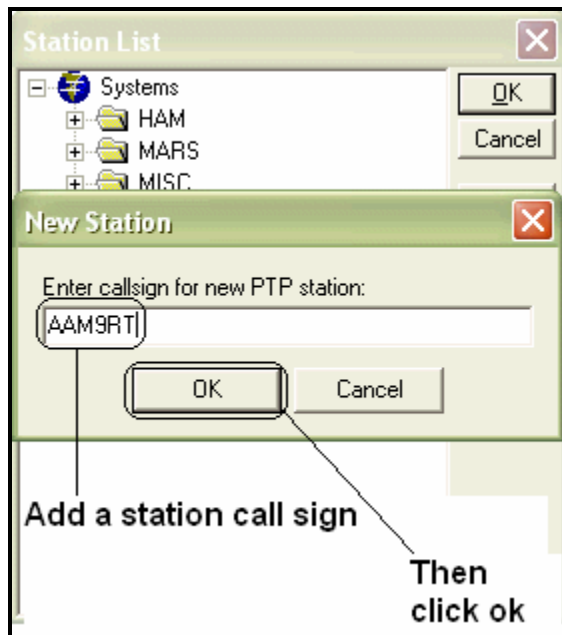 Station List
Systems
OK
HAM
MARS
Cancel
MISC
New Station
Enter callsign for new PTP station:
AAM9RT
OK
Cancel
Add a station call sign
Then
click ok